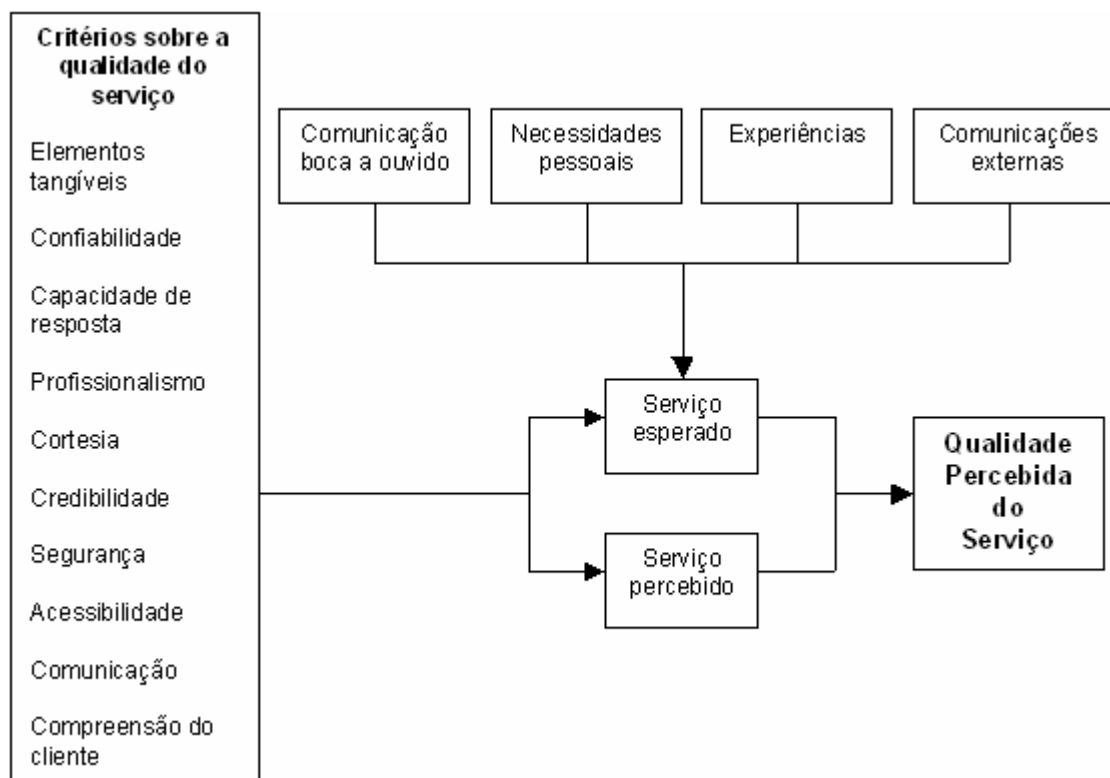 Critérios sobre a
qualidade do
serviço
Elementos
tangíveis
Confiabilidade
Capacidade de
resposta
Profissionalismo
Cortesia
Credibilidade
Segurança
Acessibilidade
Comunicação
Compreensão do
cliente
Comunicação
boca a ouvido
Necessidades
pessoais
Experiências
Comunicações
externas
Serviço
esperado
Serviço
percebido
Qualidade
Percebida
do
Serviço